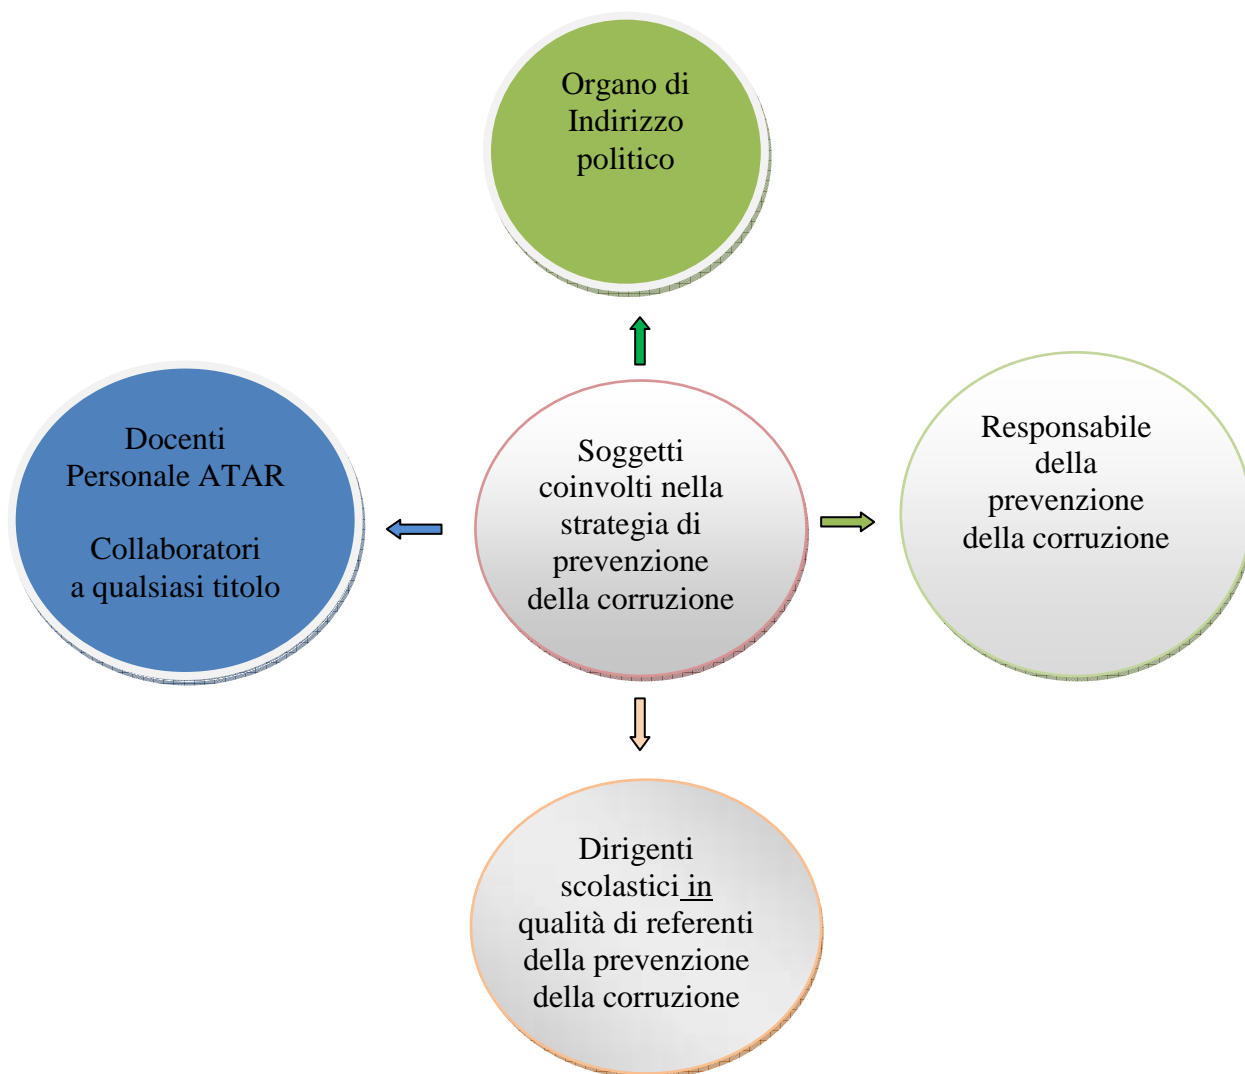 Organo di
Indirizzo
politico
Docenti
Personale ATAR
Collaboratori
a qualsiasi titolo
Soggetti
coinvolti nella
strategia di
prevenzione
della corruzione
Responsabile
della
prevenzione
della corruzione
Dirigenti
scolastici in
qualità di referenti
della prevenzione
della corruzione